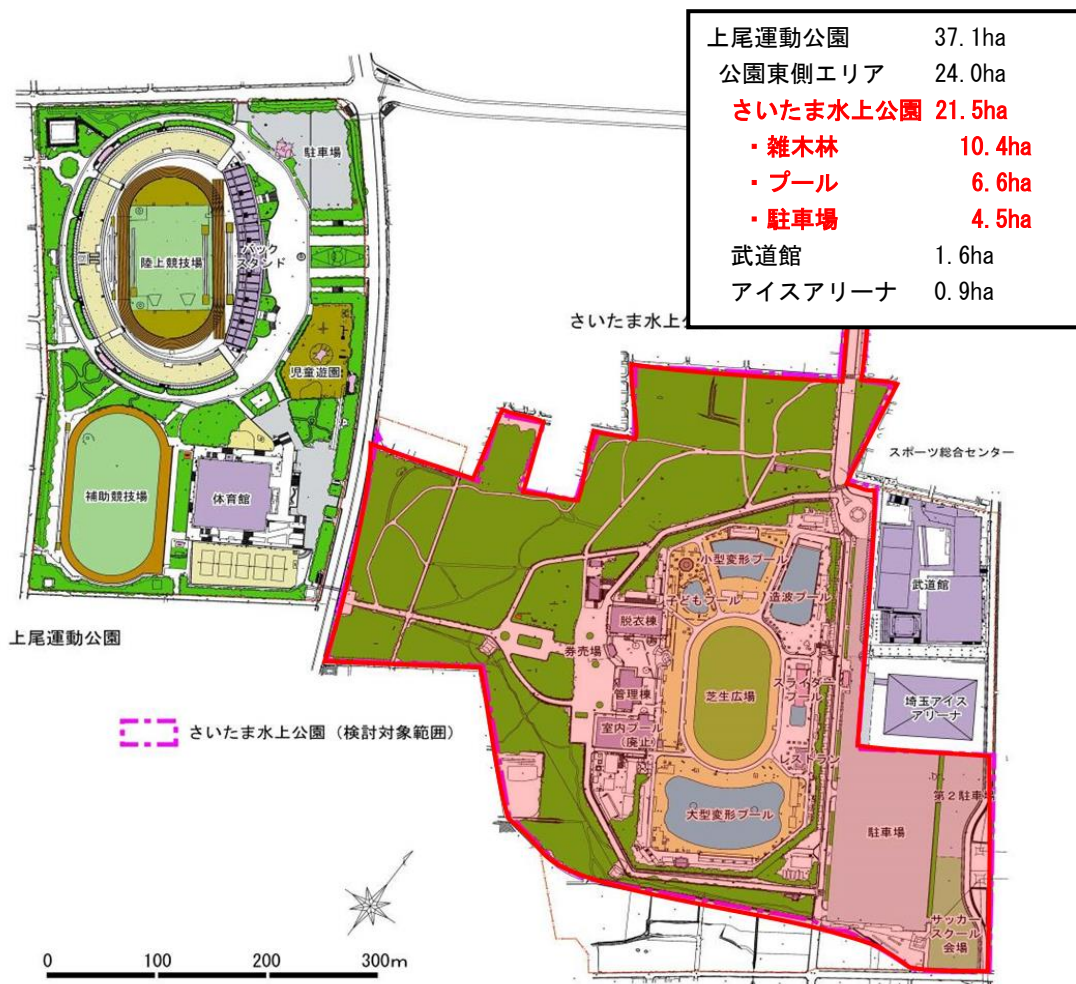 上尾運動公園 37.1ha
公園東側エリア 24.0ha
さいたま水上公園 21.5ha
・雑木林 10.4ha
・プール 6.6ha
・駐車場 4.5ha
武道館 1.6ha
アイスアリーナ 0.9ha
駐車場
バック
スタンド
陸上競技場
児童遊園
補助競技場
体育館
上尾運動公園
さいたま水上公
スポーツ総合センター
武道館
埼玉アイス
アリーナ
小型変形プール
子どもプール
造波プール
脱衣棟
券売場
管理棟
室内プール
(廃止)
芝生広場
スライダー
プール
レストラン
大型変形プール
第2駐車場
駐車場
サッカー
スクール
会場
さいたま水上公園(検討対象範囲)
0 100 200 300m